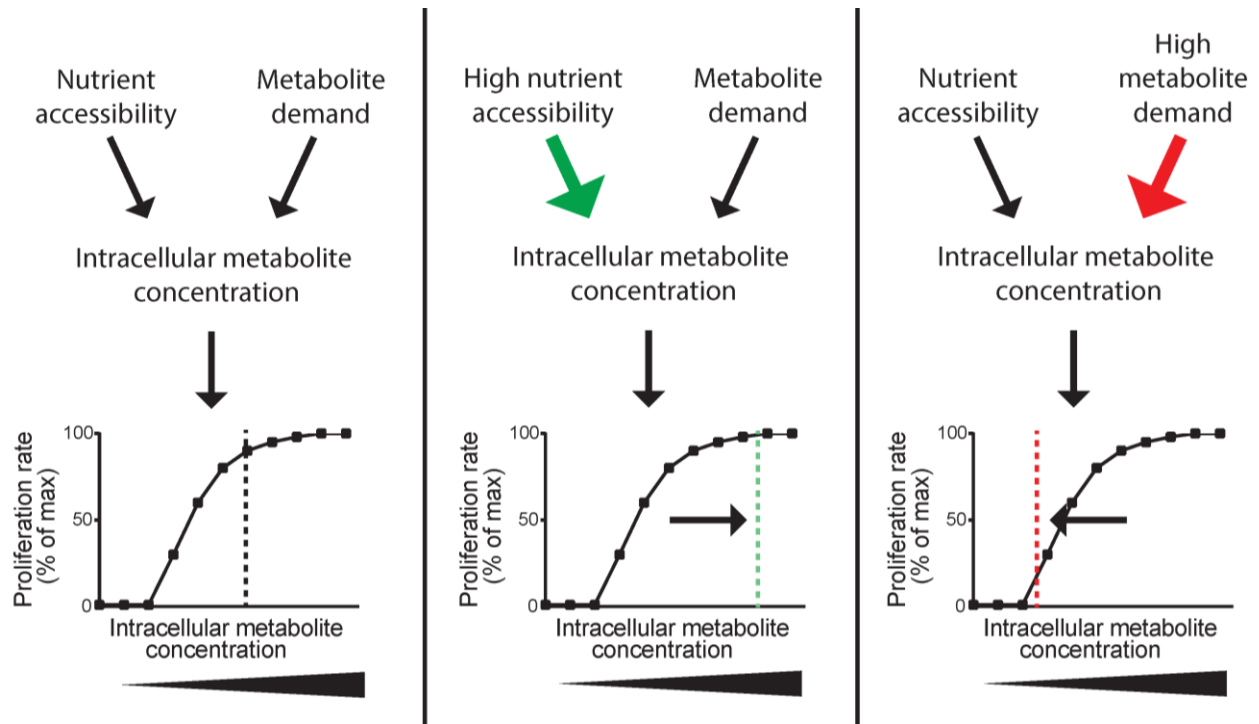 Nutrient
accessibility
Metabolite
demand
Intracellular metabolite
concentration
Proliferation rate
(% of max)
100
50
0
Intracellular metabolite
concentration
High nutrient
accessibility
Metabolite
demand
Intracellular metabolite
concentration
Proliferation rate
(% of max)
100
50
0
Intracellular metabolite
concentration
Nutrient
accessibility
High
metabolite
demand
Intracellular metabolite
concentration
Proliferation rate
(% of max)
100
50
0
Intracellular metabolite
concentration